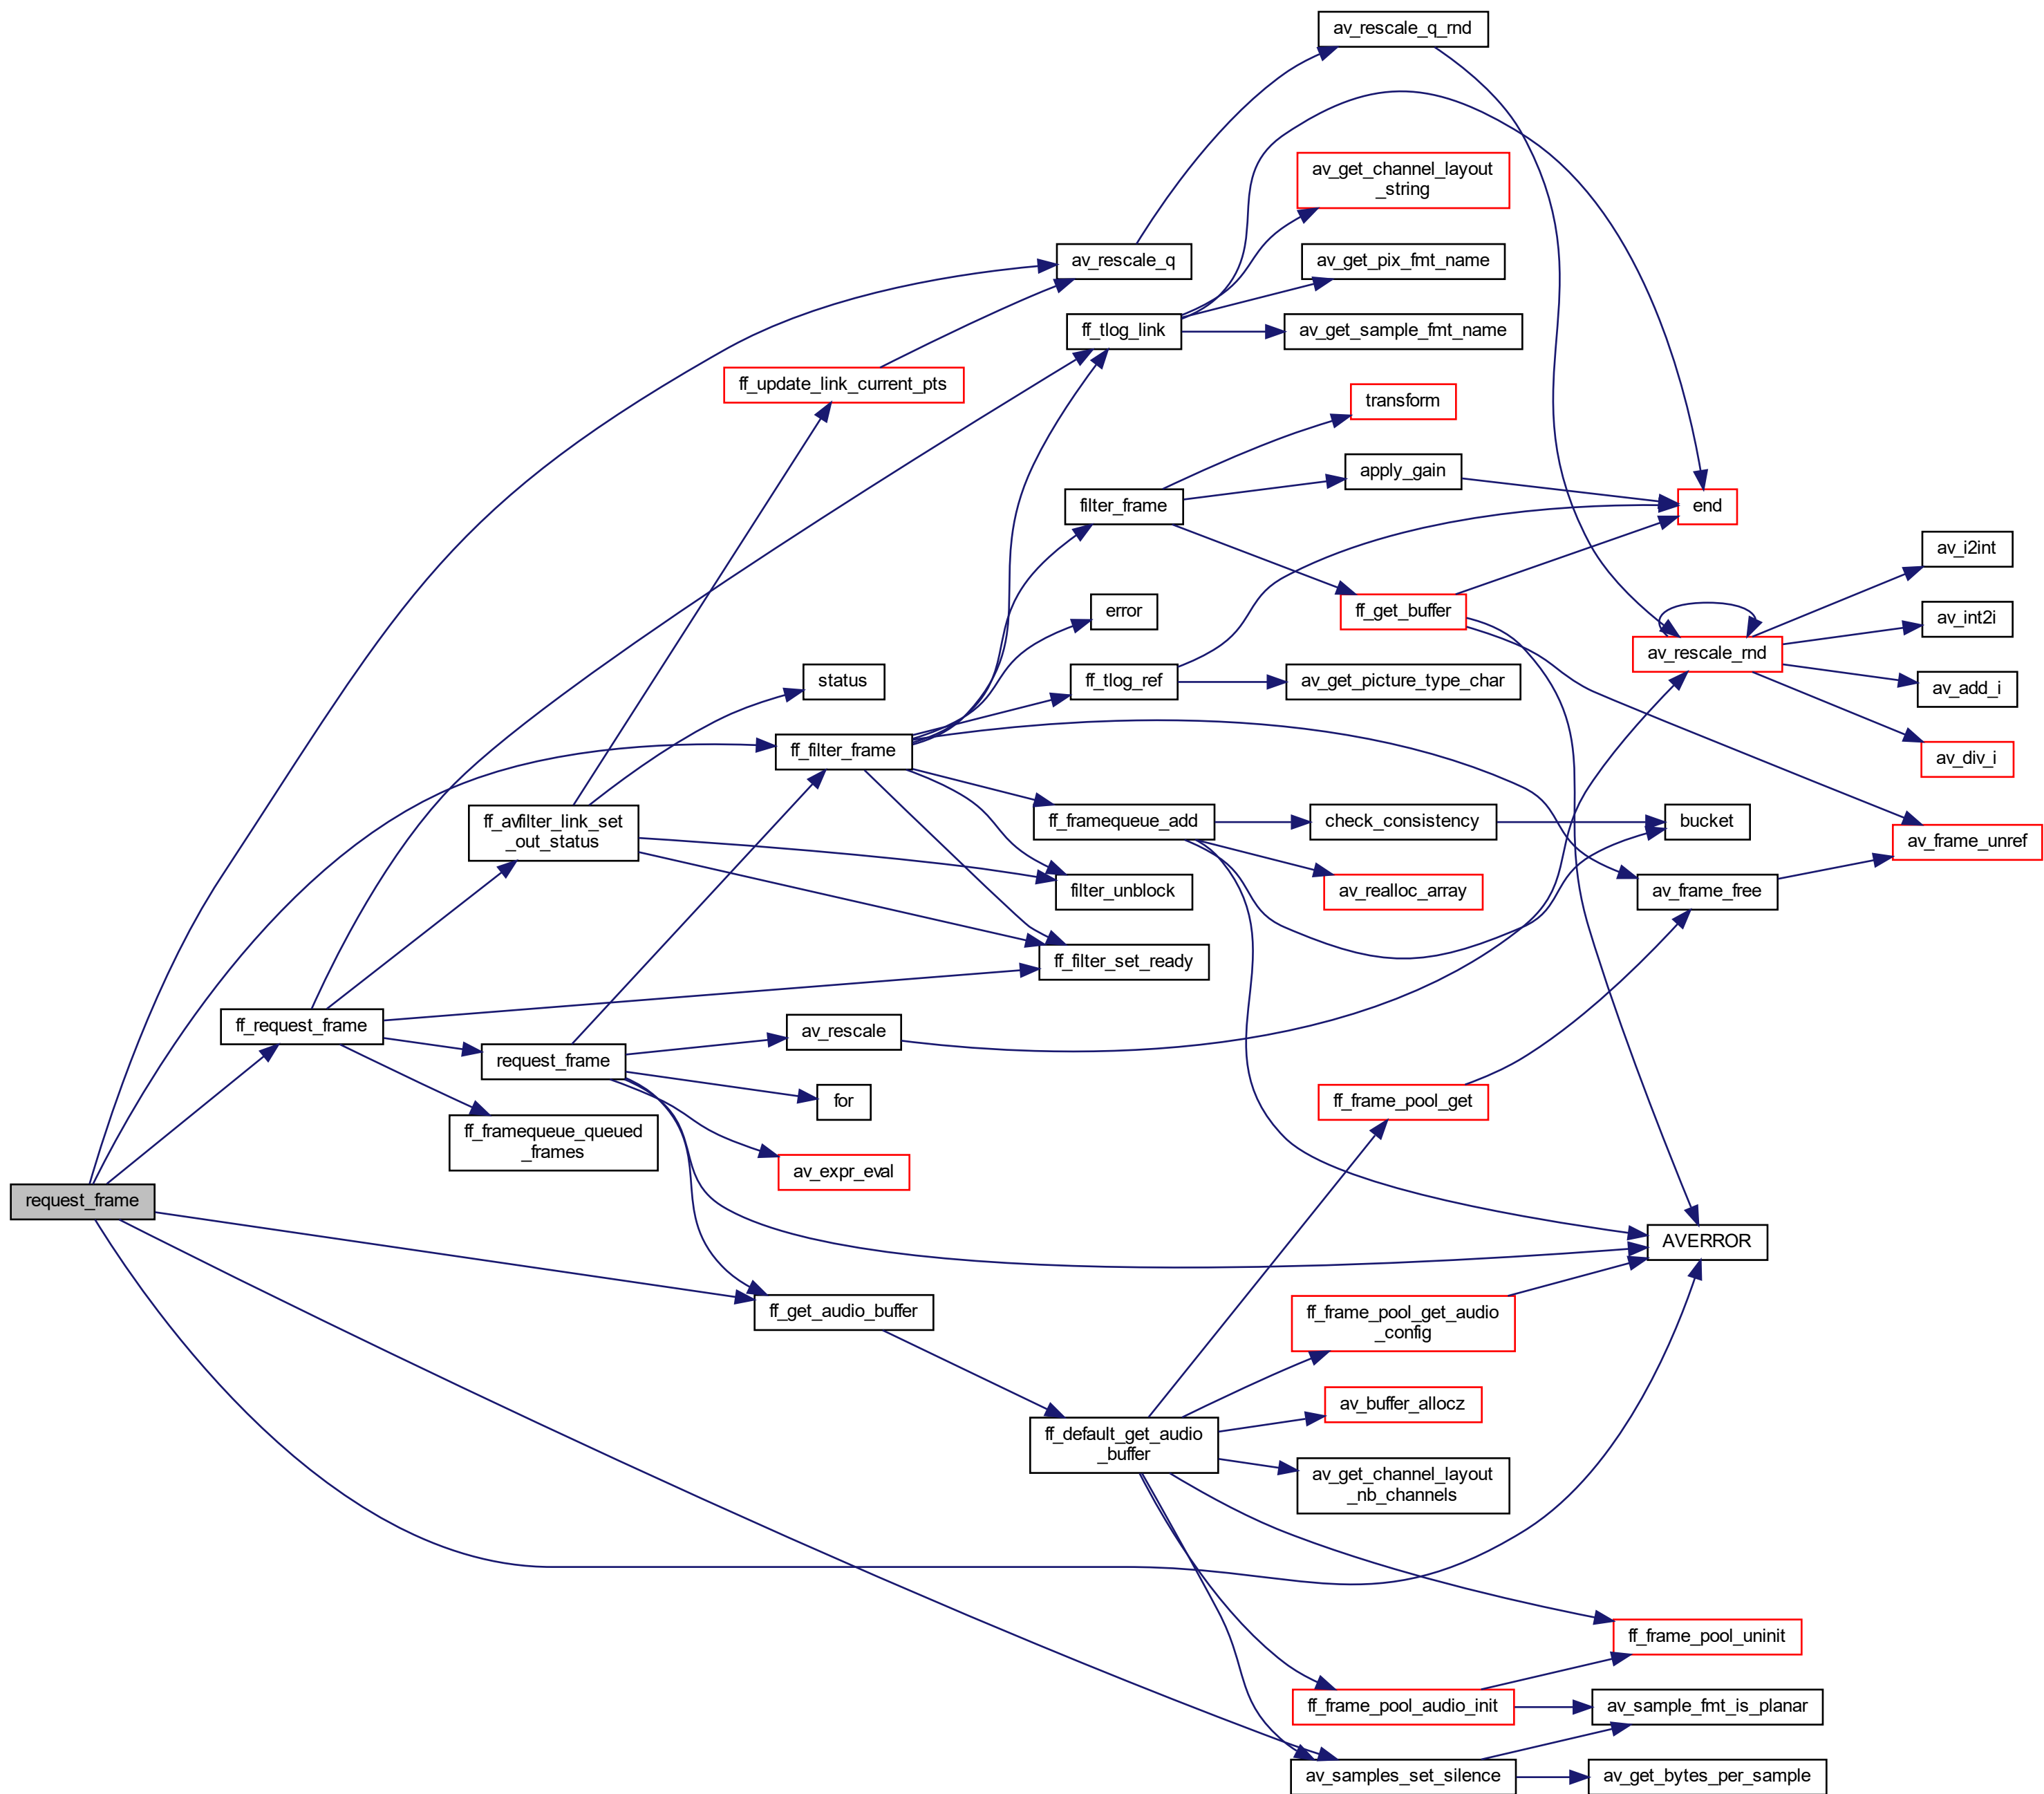 av_rescale_q_rnd
av_get_channel_layout
_string
av_rescale_q
av_get_pix_fmt_name
ff_tlog_link
av_get_sample_fmt_name
ff_update_link_current_pts
transform
apply_gain
filter_frame
end
av_i2int
error
ff_get_buffer
av_int2i
av_rescale_rnd
status
ff_tlog_ref
av_get_picture_type_char
av_add_i
ff_filter_frame
av_div_i
ff_avfilter_link_set
_out_status
ff_framequeue_add
check_consistency
bucket
av_frame_unref
filter_unblock
av_realloc_array
av_frame_free
ff_filter_set_ready
ff_request_frame
av_rescale
request_frame
for
ff_frame_pool_get
ff_framequeue_queued
_frames
av_expr_eval
request_frame
AVERROR
ff_get_audio_buffer
ff_frame_pool_get_audio
_config
av_buffer_allocz
ff_default_get_audio
_buffer
av_get_channel_layout
_nb_channels
ff_frame_pool_uninit
ff_frame_pool_audio_init
av_sample_fmt_is_planar
av_samples_set_silence
av_get_bytes_per_sample